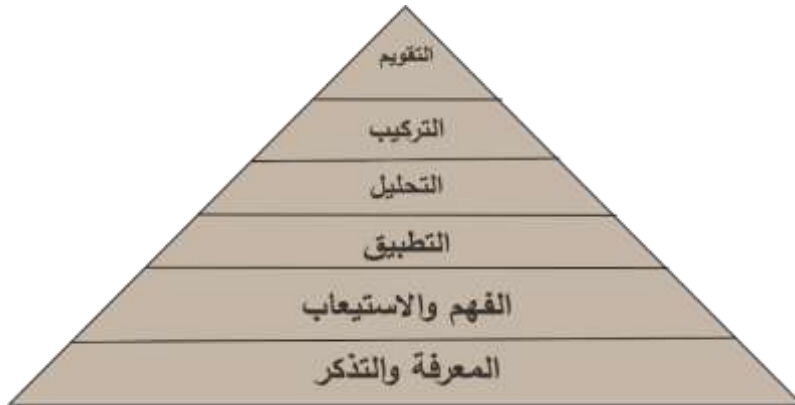 التقويم
التركيب
التحليل
التطبيق
الفهم والاستيعاب
المعرفة والتذكر